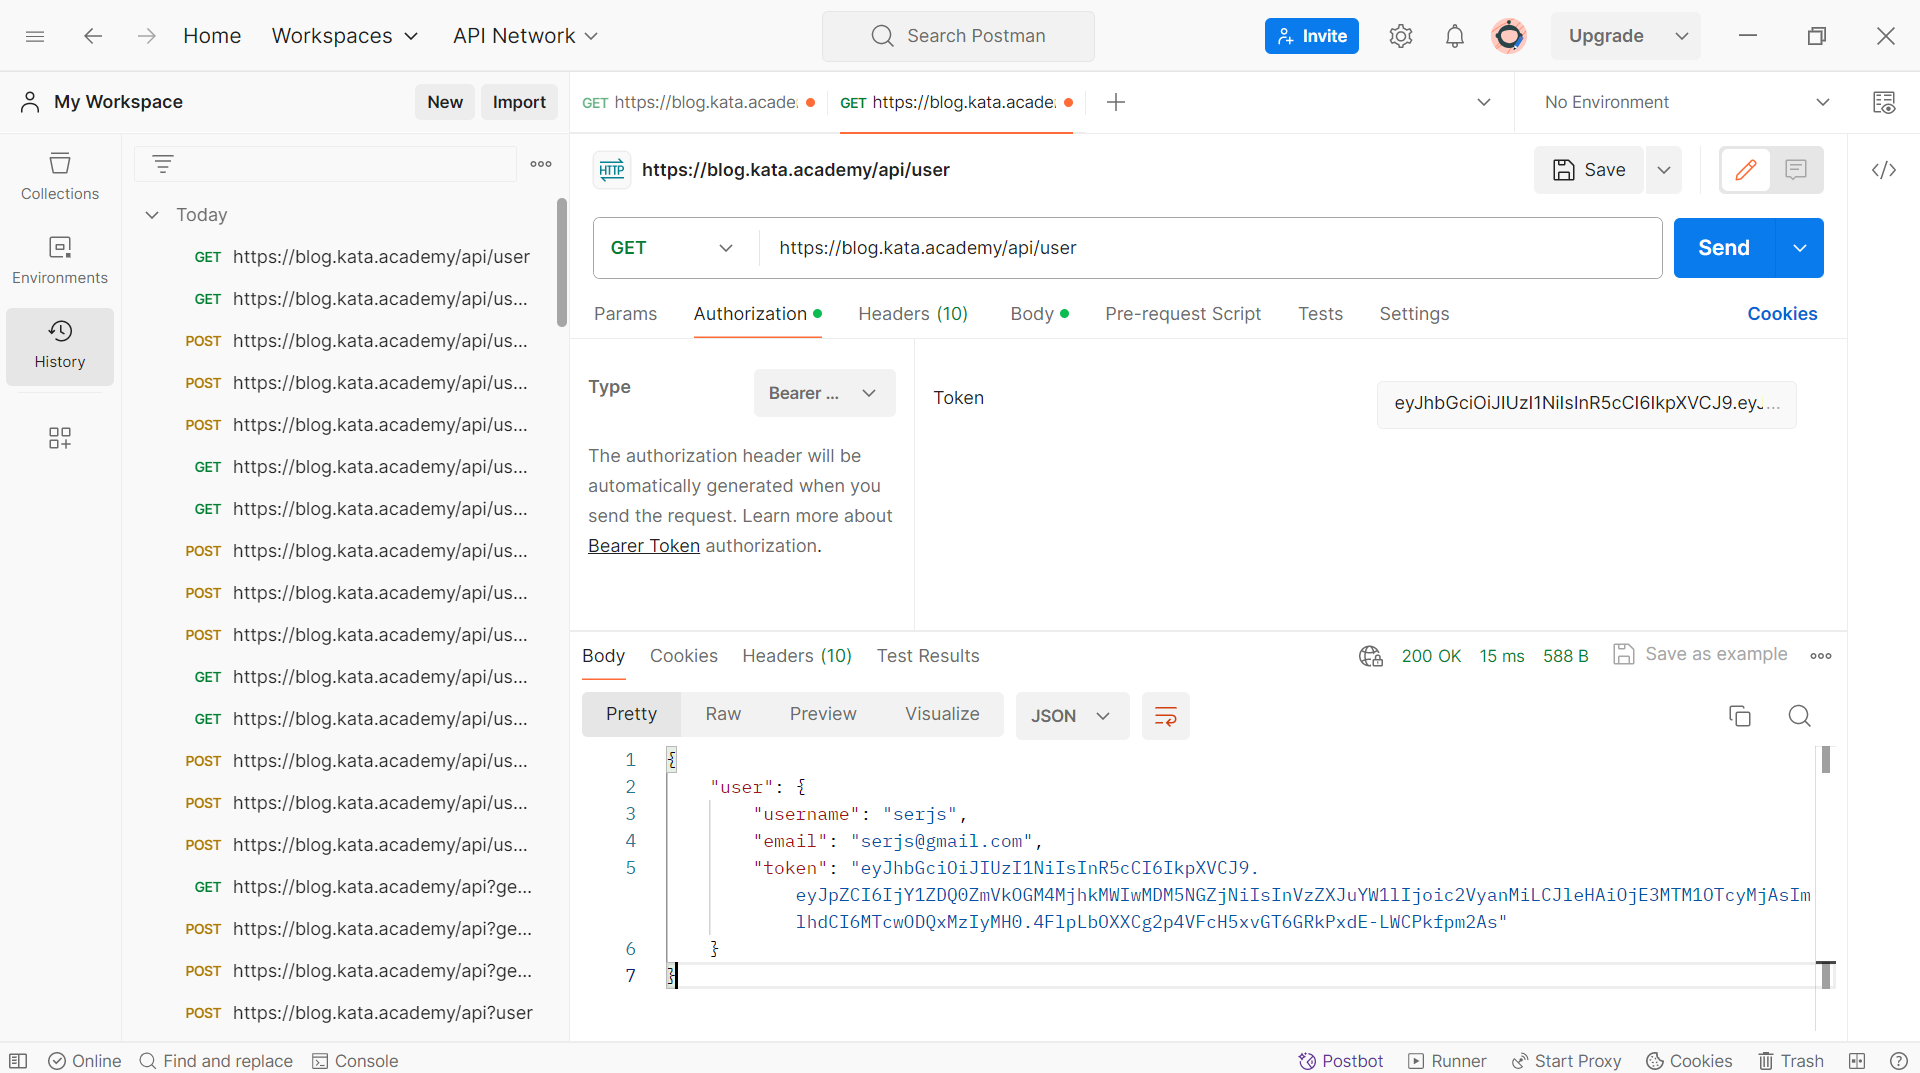 Home
Workspaces
API Network
Search Postman
Invite
Upgrade
My Workspace
New
Import
GET https://blog.kata.acade
GET https://blog.kata.acade
No Environment
Collections
Environments
History
Today
GET https://blog.kata.academy/api/user
GET https://blog.kata.academy/api/us...
POST https://blog.kata.academy/api/us...
POST https://blog.kata.academy/api/us...
POST https://blog.kata.academy/api/us...
GET https://blog.kata.academy/api/us...
GET https://blog.kata.academy/api/us...
POST https://blog.kata.academy/api/us...
POST https://blog.kata.academy/api/us...
POST https://blog.kata.academy/api/us...
GET https://blog.kata.academy/api/us...
GET https://blog.kata.academy/api/us...
POST https://blog.kata.academy/api/us...
POST https://blog.kata.academy/api/us...
POST https://blog.kata.academy/api/us...
GET https://blog.kata.academy/api?ge...
POST https://blog.kata.academy/api?ge...
POST https://blog.kata.academy/api?ge...
POST https://blog.kata.academy/api?user
HTTP https://blog.kata.academy/api/user
Save
GET https://blog.kata.academy/api/user
Send
Params Authorization Headers (10) Body Pre-request Script Tests Settings Cookies
Type
Bearer ...
The authorization header will be
automatically generated when you
send the request. Learn more about
Bearer Token authorization.
Token
eyJhbGciOiJIUzI1NiIsInR5cCI6IkpXVCJ9.eyJ...
Body Cookies Headers (10) Test Results
200 OK 15 ms 588 B Save as example
Pretty Raw Preview Visualize JSON
1 {
2 "user": {
3 "username": "serjs",
4 "email": "serjs@gmail.com",
5 "token": "eyJhbGciOiJIUzI1NiIsInR5cCI6IkpXVCJ9.
eyJpZCI6IjY1ZDQ0ZmVkOGM4MjhkMWIwMDM5NGZjNiIsInVzZXJuYW1lIjoic2VyanMiLCJleHAiOjE3MTM1OTcyMjAsIm
lhdCI6MTcwODQxMzIyMH0.4FlpLbOXXCg2p4VFcH5xvGT6GRkPxdE-LWCPkfpm2As"
6 }
7 }
Online
Find and replace
Console
Postbot
Runner
Start Proxy
Cookies
Trash